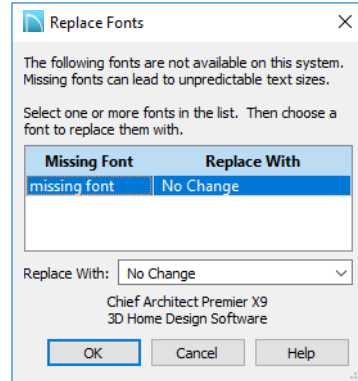 Replace Fonts
The following fonts are not available on this system.
Missing fonts can lead to unpredictable text sizes.
Select one or more fonts in the list. Then choose a
font to replace them with.
Missing Font Replace With
missing font No Change
Replace With: No Change
Chief Architect Premier X9
3D Home Design Software
OK Cancel Help